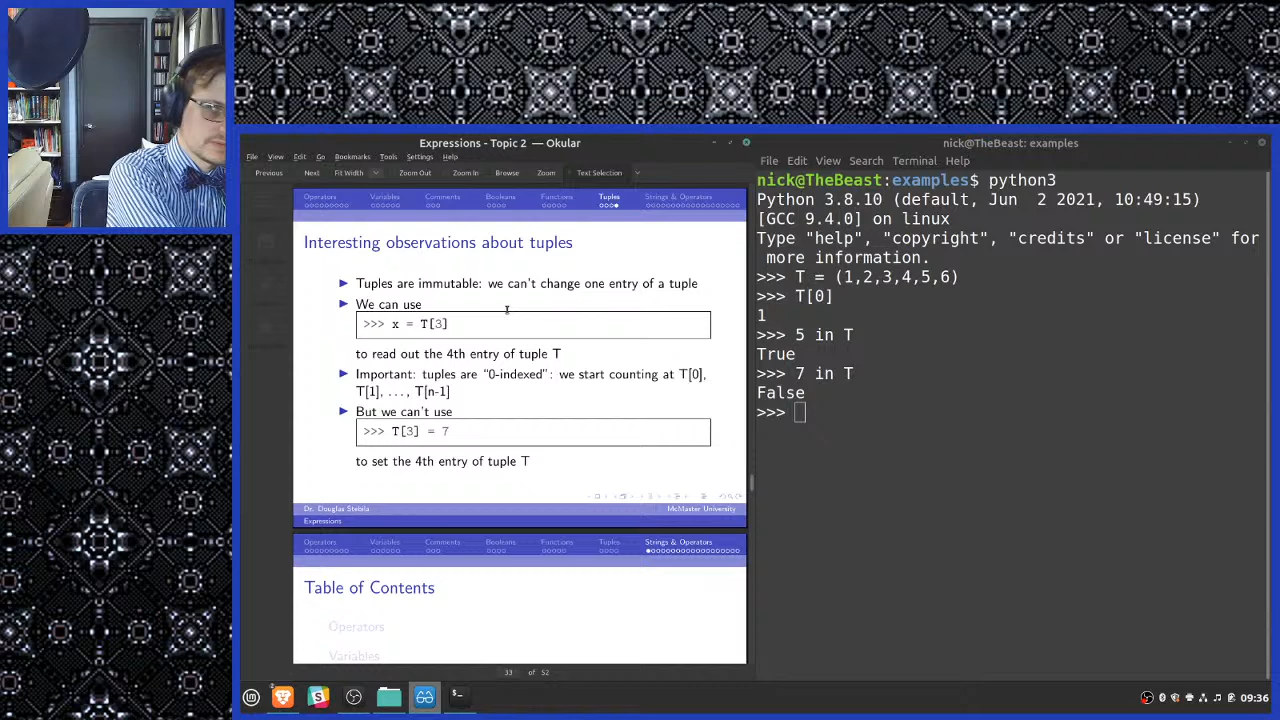 Expressions - Topic 2 — Okular
File Edit View Go Bookmarks Tools Settings Help
Previous Next Fit Width Zoom Out Zoom In Browse Zoom Text Selection
Operators Variables Comments Booleans Functions Tuples Strings & Operators
Interesting observations about tuples
Tuples are immutable: we can't change one entry of a tuple
We can use
>>> x = T[3]
to read out the 4th entry of tuple T
Important: tuples are "0-indexed": we start counting at T[0],
T[1], ..., T[n-1]
But we can't use
>>> T[3] = 7
to set the 4th entry of tuple T
Dr. Douglas Stebila McMaster University
Expressions
Operators Variables Comments Booleans Functions Tuples Strings & Operators
Table of Contents
Operators
Variables
33 of 52
nick@TheBeast: examples
File Edit View Search Terminal Help
nick@TheBeast:examples$ python3
Python 3.8.10 (default, Jun 2 2021, 10:49:15)
[GCC 9.4.0] on linux
Type "help", "copyright", "credits" or "license" for
more information.
>>> T = (1,2,3,4,5,6)
>>> T[0]
1
>>> 5 in T
True
>>> 7 in T
False
>>>
09:36